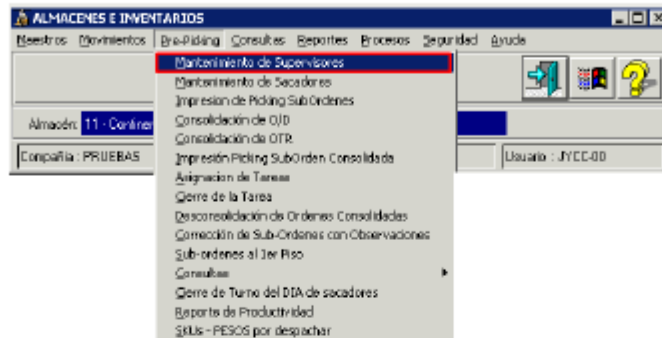 ALMACENES E INVENTARIOS
Maestros Movimientos Pre-Picking Consultas Reportes Procesos Seguridad Ayuda
Mantenimiento de Supervisores
Mantenimiento de Sacadores
Impresion de Picking SubOrdenes
Almacén: 11 - Contine
Consolidación de O/D
Consolidación de OTR
Compañia : PRUEBAS
Impresión Picking SubOrden Consolidada
Usuario : JYCC-OD
Asignacion de Tareas
Cierre de la Tarea
Desconsolidación de Ordenes Consolidadas
Corrección de Sub-Ordenes con Observaciones
Sub-ordenes al 1er Piso
Consultas
Cierre de Turno del DIA de sacadores
Reporte de Productividad
SKUs - PESOS por despachar